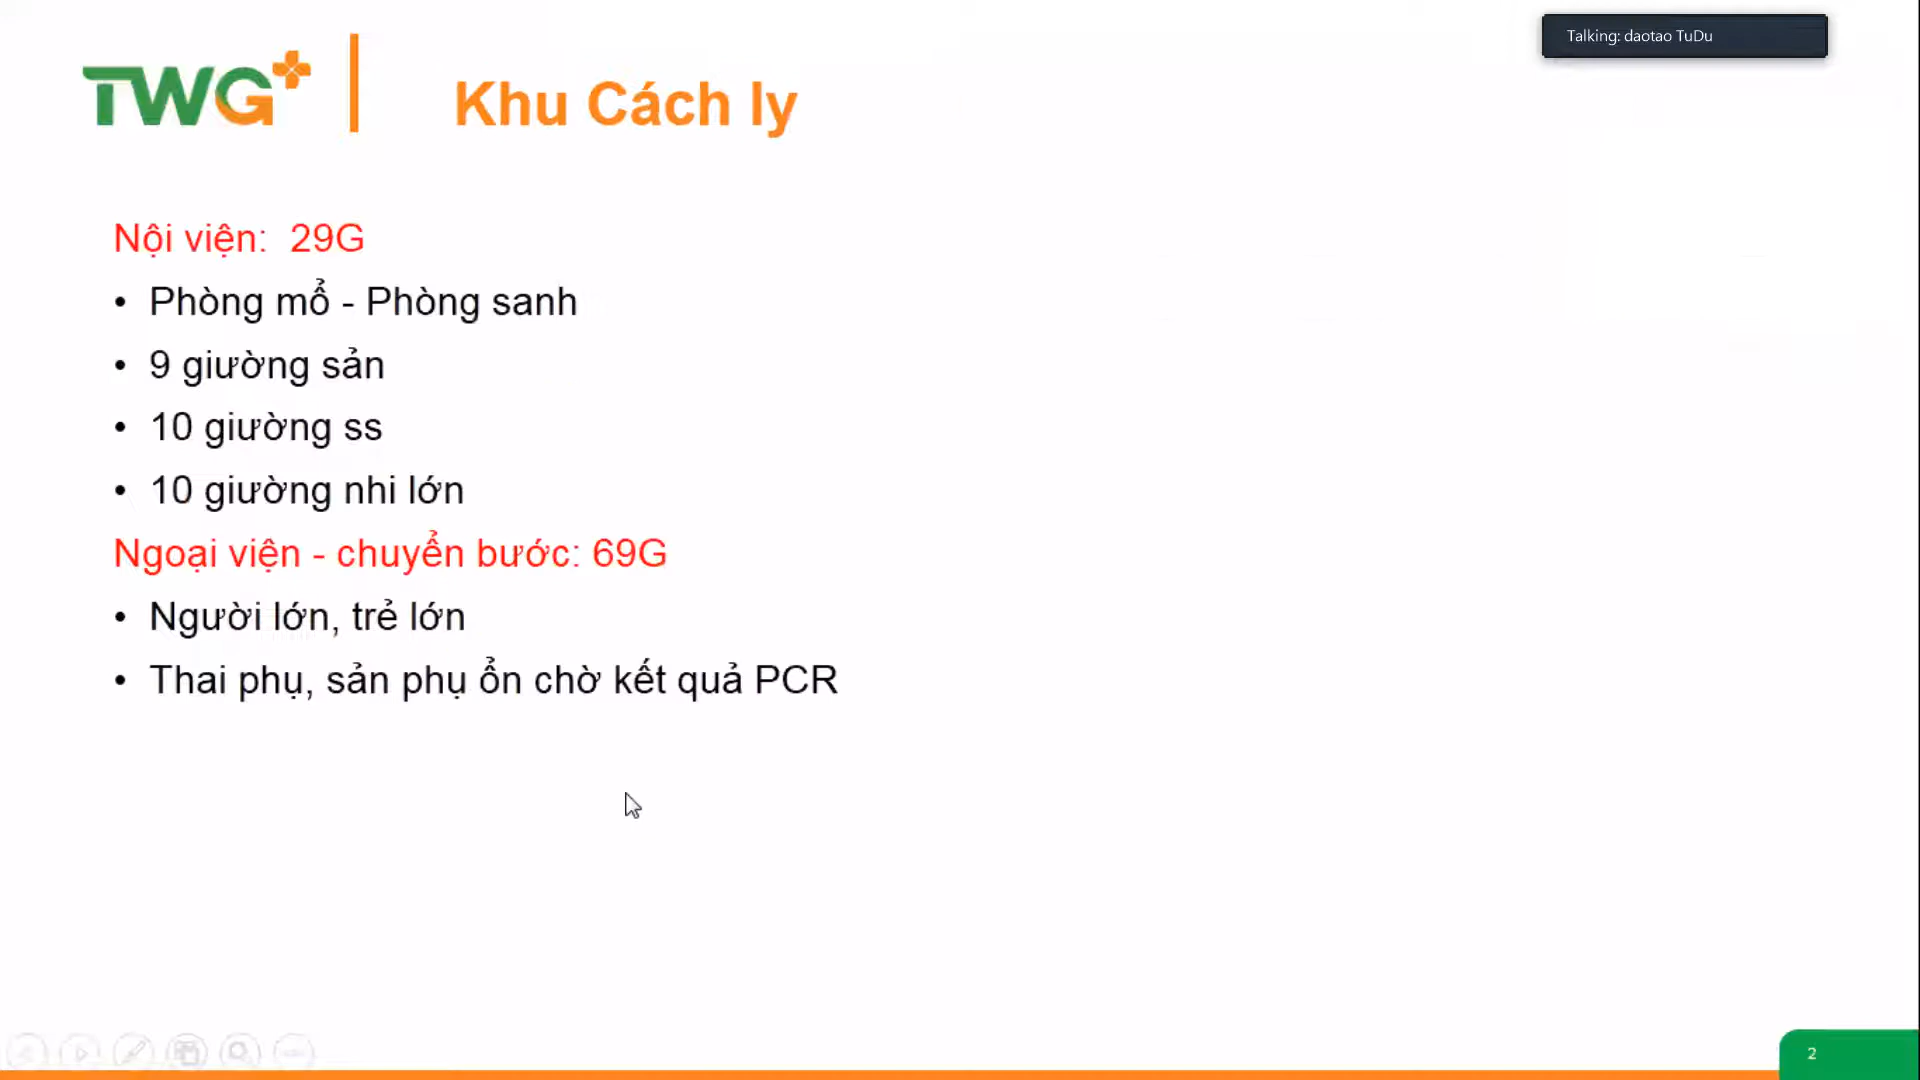 Talking: daotao TuDu
TWG
Khu Cách ly
Nội viện: 29G
• Phòng mổ - Phòng sanh
• 9 giường sản
• 10 giường ss
• 10 giường nhi lớn
Ngoại viện - chuyển bước: 69G
• Người lớn, trẻ lớn
• Thai phụ, sản phụ ổn chờ kết quả PCR
2